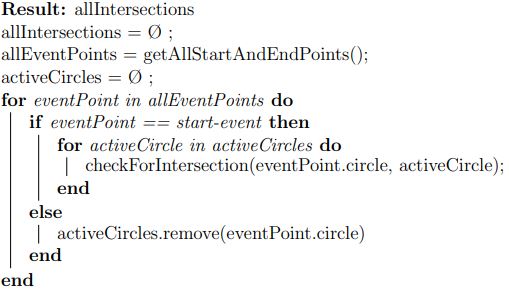 Result: allIntersections
allIntersections = Ø ;
allEventPoints = getAllStartAndEndPoints();
activeCircles = Ø ;
for eventPoint in allEventPoints do
if eventPoint == start-event then
for activeCircle in activeCircles do
checkForIntersection(eventPoint.circle, activeCircle);
end
else
activeCircles.remove(eventPoint.circle)
end
end